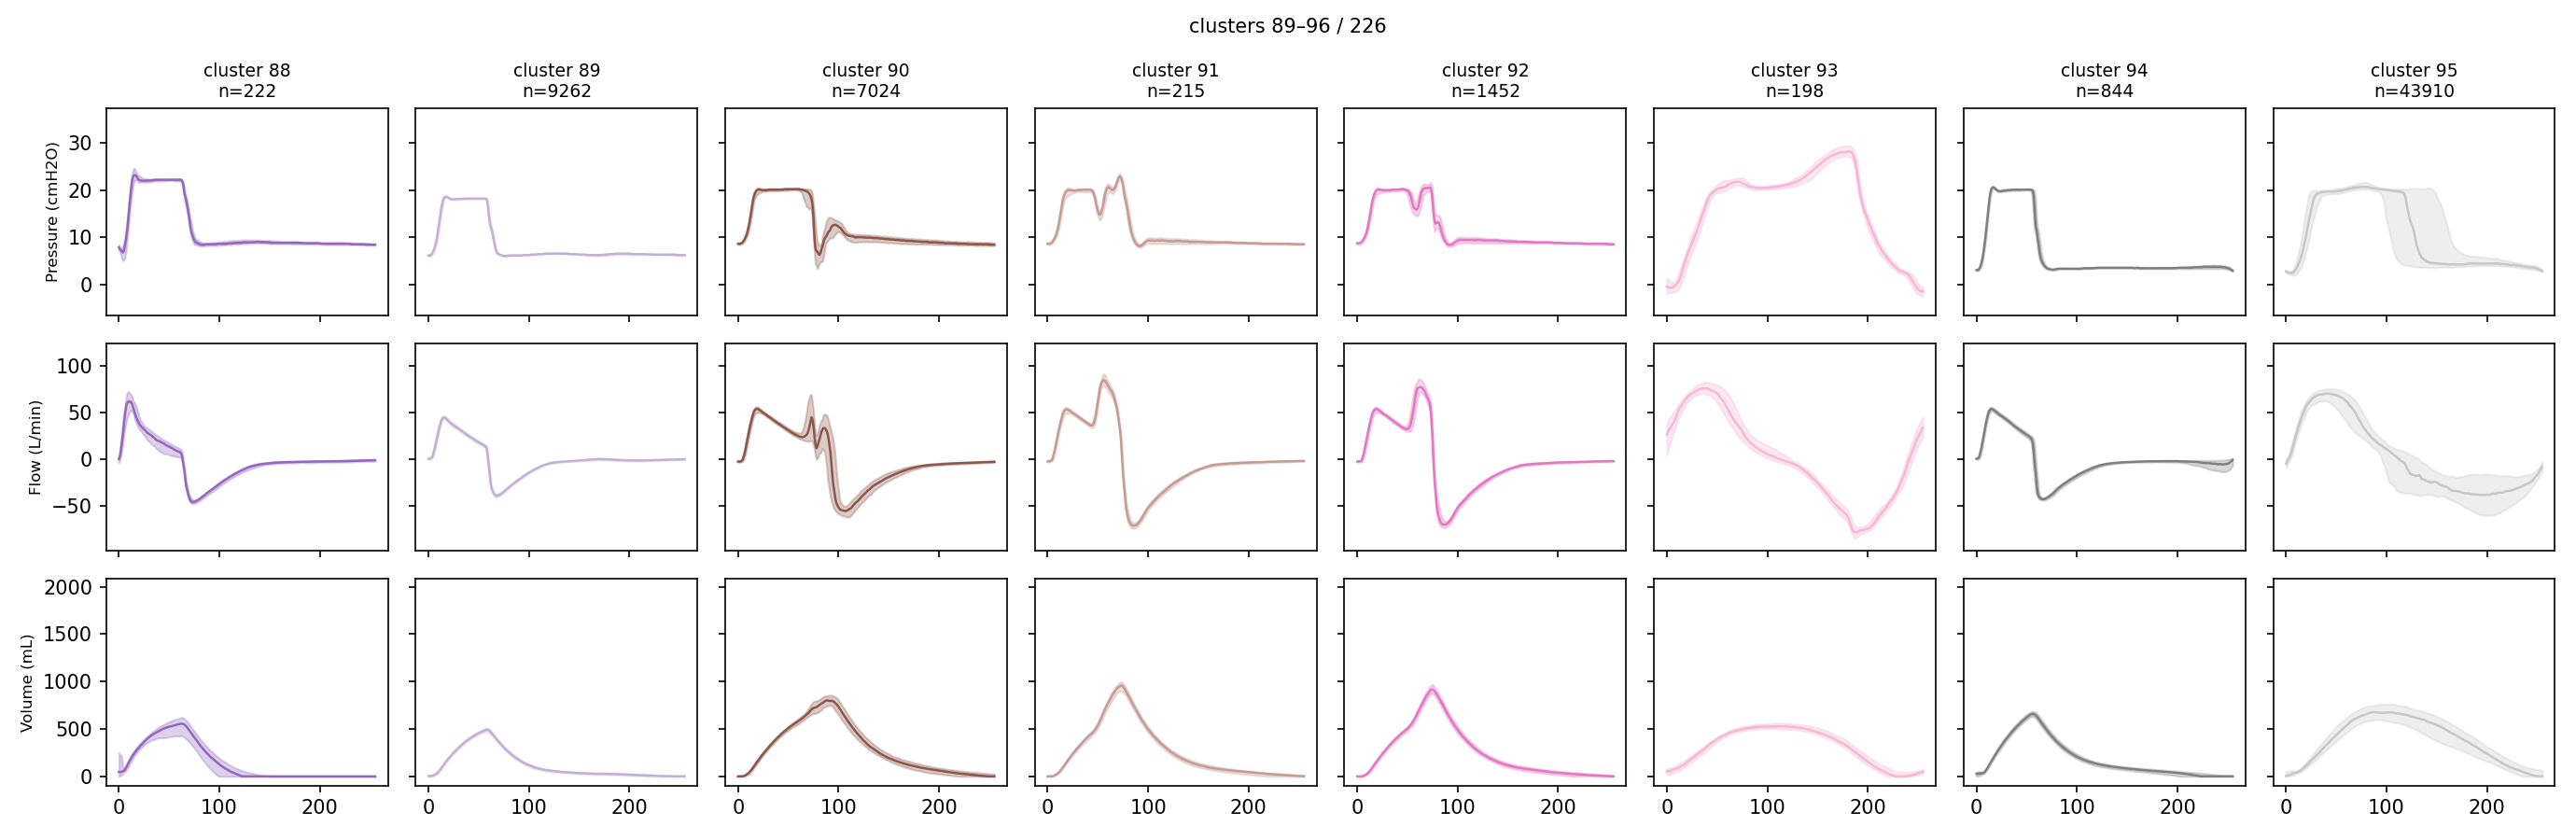 clusters 89–96 / 226
cluster 88
n=222
cluster 89
n=9262
cluster 90
n=7024
cluster 91
n=215
cluster 92
n=1452
cluster 93
n=198
cluster 94
n=844
cluster 95
n=43910
Pressure (cmH2O)
30
20
10
0
Flow (L/min)
100
50
0
−50
Volume (mL)
2000
1500
1000
500
0
0 100 200
0 100 200
0 100 200
0 100 200
0 100 200
0 100 200
0 100 200
0 100 200